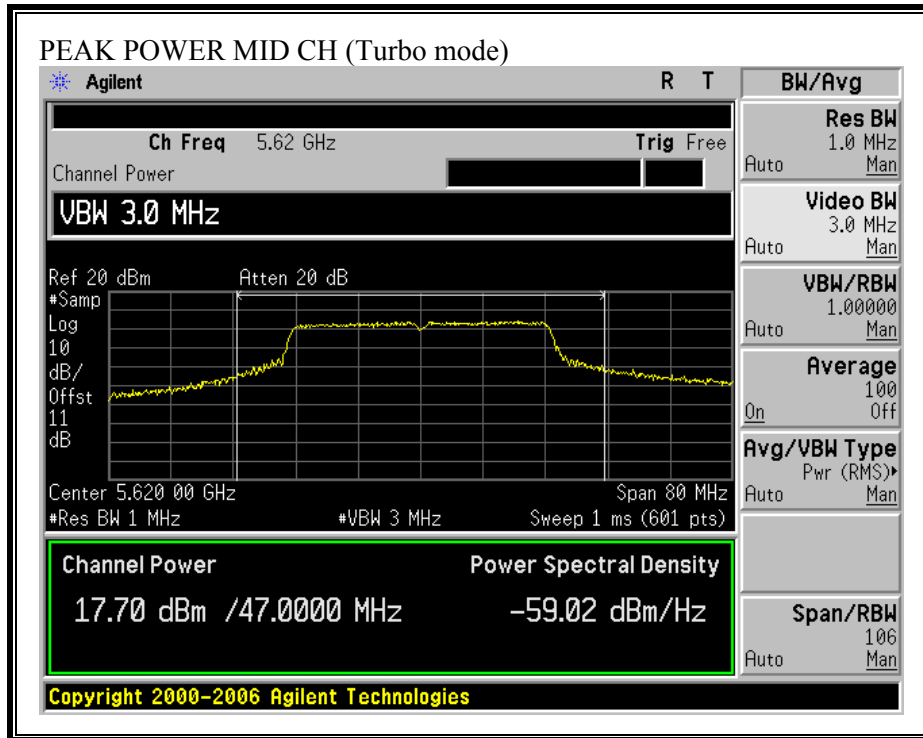 PEAK POWER MID CH (Turbo mode)
Agilent
R T
Ch Freq 5.62 GHz
Trig Free
Channel Power
VBW 3.0 MHz
Ref 20 dBm
Atten 20 dB
#Samp
Log
10
dB/
Offst
11
dB
Center 5.620 00 GHz
Span 80 MHz
#Res BW 1 MHz
#VBW 3 MHz
Sweep 1 ms (601 pts)
Channel Power
Power Spectral Density
17.70 dBm /47.0000 MHz
-59.02 dBm/Hz
Copyright 2000-2006 Agilent Technologies
BW/Avg
Res BW
1.0 MHz
Auto Man
Video BW
3.0 MHz
Auto Man
VBW/RBW
1.00000
Auto Man
Average
100
On Off
Avg/VBW Type
Pwr (RMS)▸
Auto Man
Span/RBW
106
Auto Man